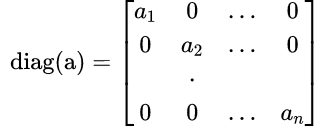 diag(a) = [a₁ 0 … 0
0 a₂ … 0
.
0 0 … aₙ]